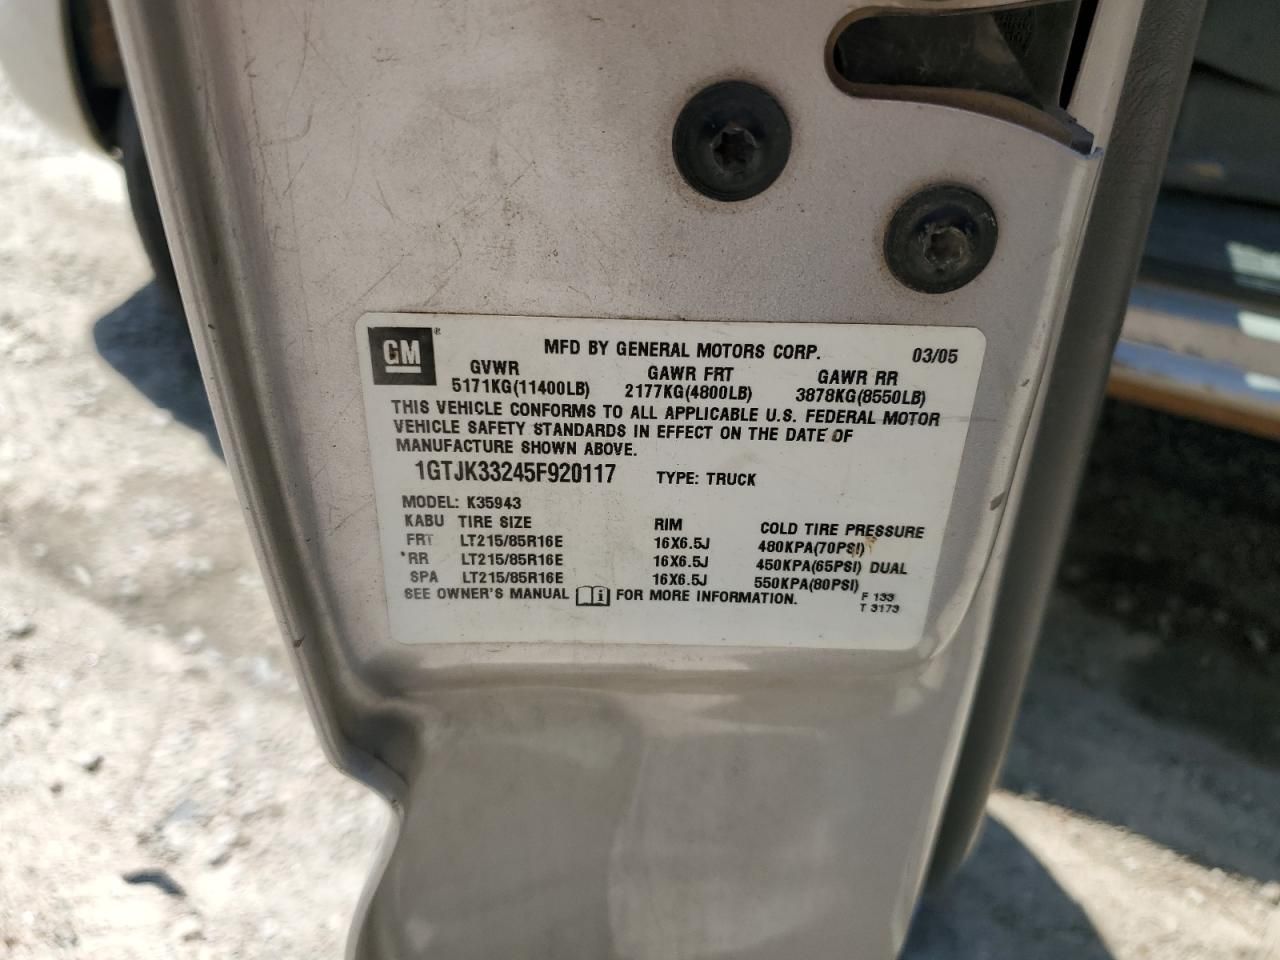 GM ®
MFD BY GENERAL MOTORS CORP. 03/05
GVWR GAWR FRT GAWR RR
5171KG(11400LB) 2177KG(4800LB) 3878KG(8550LB)
THIS VEHICLE CONFORMS TO ALL APPLICABLE U.S. FEDERAL MOTOR
VEHICLE SAFETY STANDARDS IN EFFECT ON THE DATE OF
MANUFACTURE SHOWN ABOVE.
1GTJK33245F920117 TYPE: TRUCK
MODEL: K35943
KABU TIRE SIZE RIM COLD TIRE PRESSURE
FRT LT215/85R16E 16X6.5J 480KPA(70PSI)
*RR LT215/85R16E 16X6.5J 450KPA(65PSI) DUAL
SPA LT215/85R16E 16X6.5J 550KPA(80PSI)
SEE OWNER'S MANUAL i FOR MORE INFORMATION. F 133
T 3173